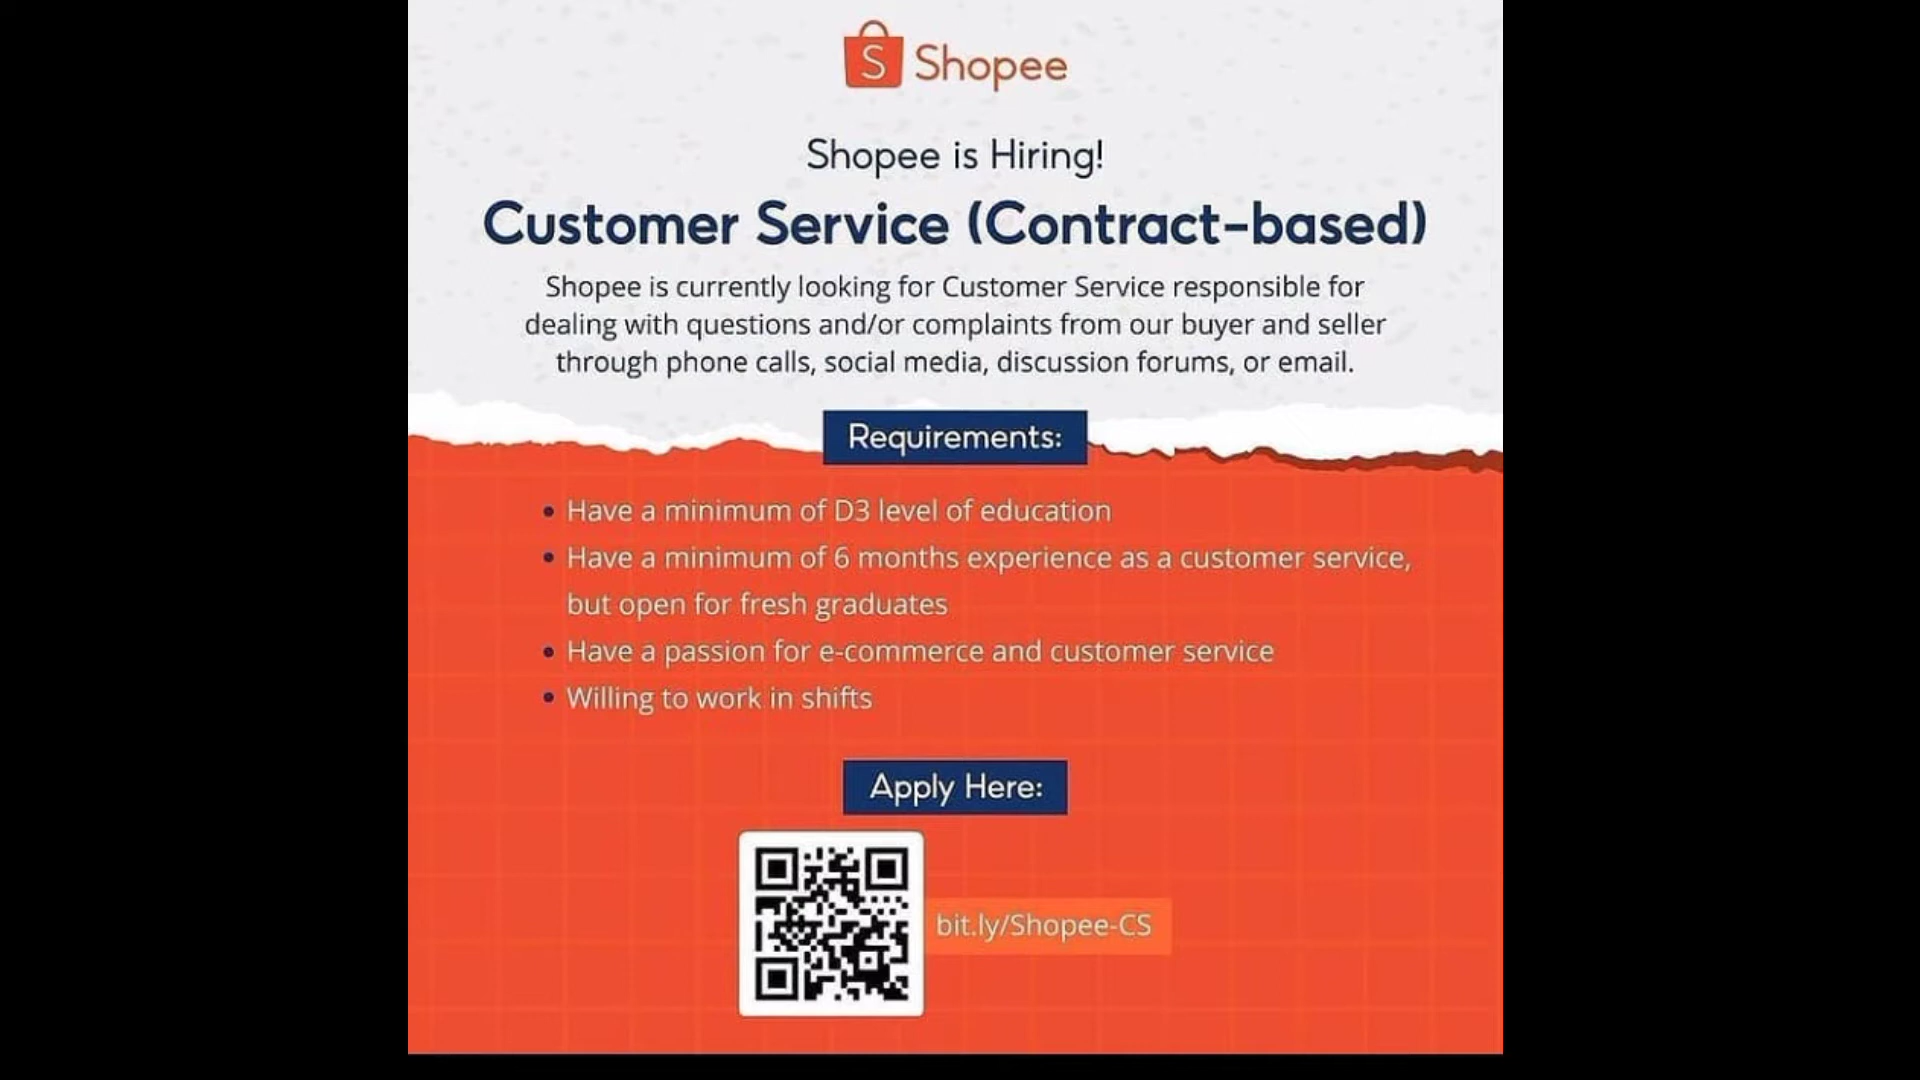 Shopee
Shopee is Hiring!
Customer Service (Contract-based)
Shopee is currently looking for Customer Service responsible for
dealing with questions and/or complaints from our buyer and seller
through phone calls, social media, discussion forums, or email.
Requirements:
• Have a minimum of D3 level of education
• Have a minimum of 6 months experience as a customer service,
but open for fresh graduates
• Have a passion for e-commerce and customer service
• Willing to work in shifts
Apply Here:
bit.ly/Shopee-CS